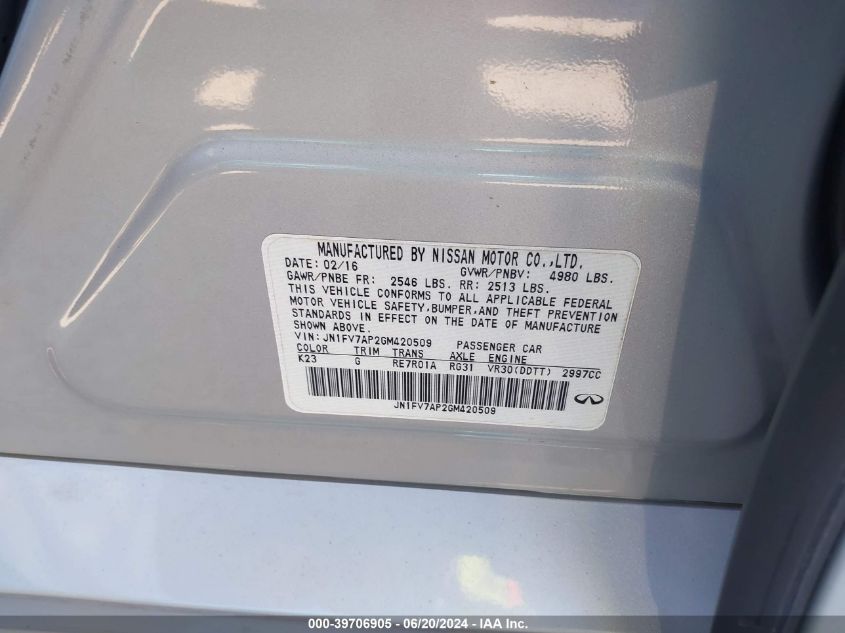 MANUFACTURED BY NISSAN MOTOR CO.,LTD.
DATE: 02/16 GVWR/PNBV: 4980 LBS.
GAWR/PNBE FR: 2546 LBS. RR: 2513 LBS.
THIS VEHICLE CONFORMS TO ALL APPLICABLE FEDERAL
MOTOR VEHICLE SAFETY,BUMPER,AND THEFT PREVENTION
STANDARDS IN EFFECT ON THE DATE OF MANUFACTURE
SHOWN ABOVE.
VIN: JN1FV7AP2GM420509 PASSENGER CAR
COLOR TRIM TRANS AXLE ENGINE
K23 G RE7R01A RG31 VR30(DDTT) 2997CC
JN1FV7AP2GM420509
000-39706905 - 06/20/2024 - IAA Inc.